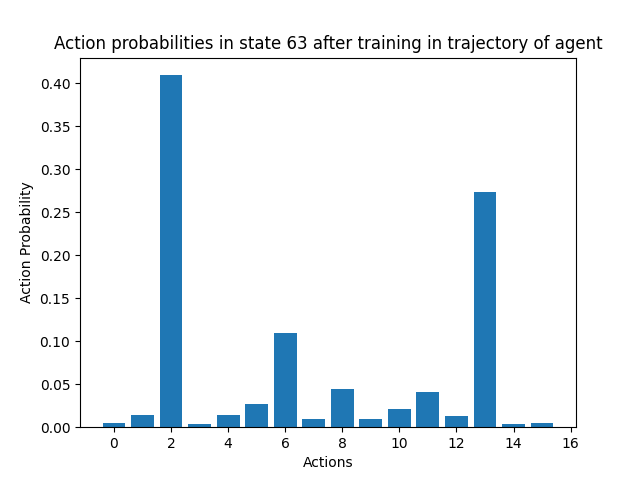 Action probabilities in state 63 after training in trajectory of agent
0.40
0.35
0.30
0.25
0.20
0.15
0.10
0.05
0.00
Action Probability
0 2 4 6 8 10 12 14 16
Actions